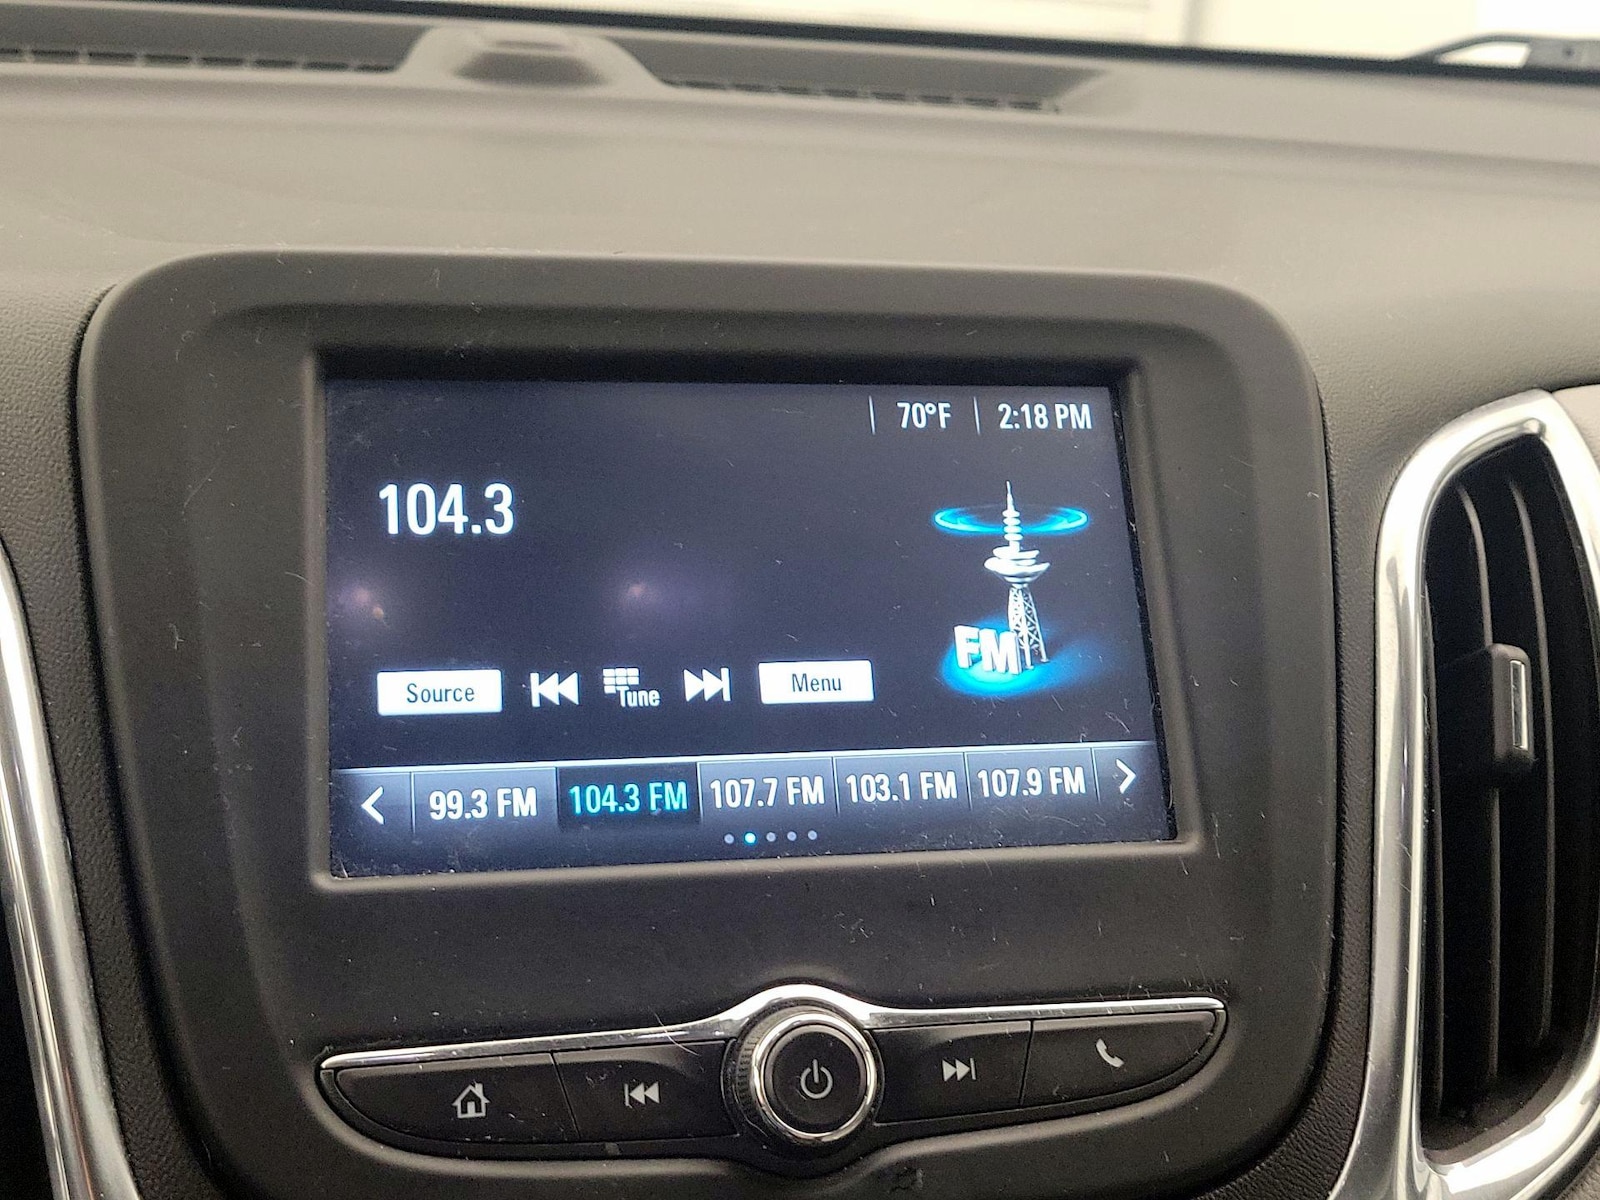 70°F 2:18 PM
104.3
FM
Source Tune Menu
99.3 FM 104.3 FM 107.7 FM 103.1 FM 107.9 FM